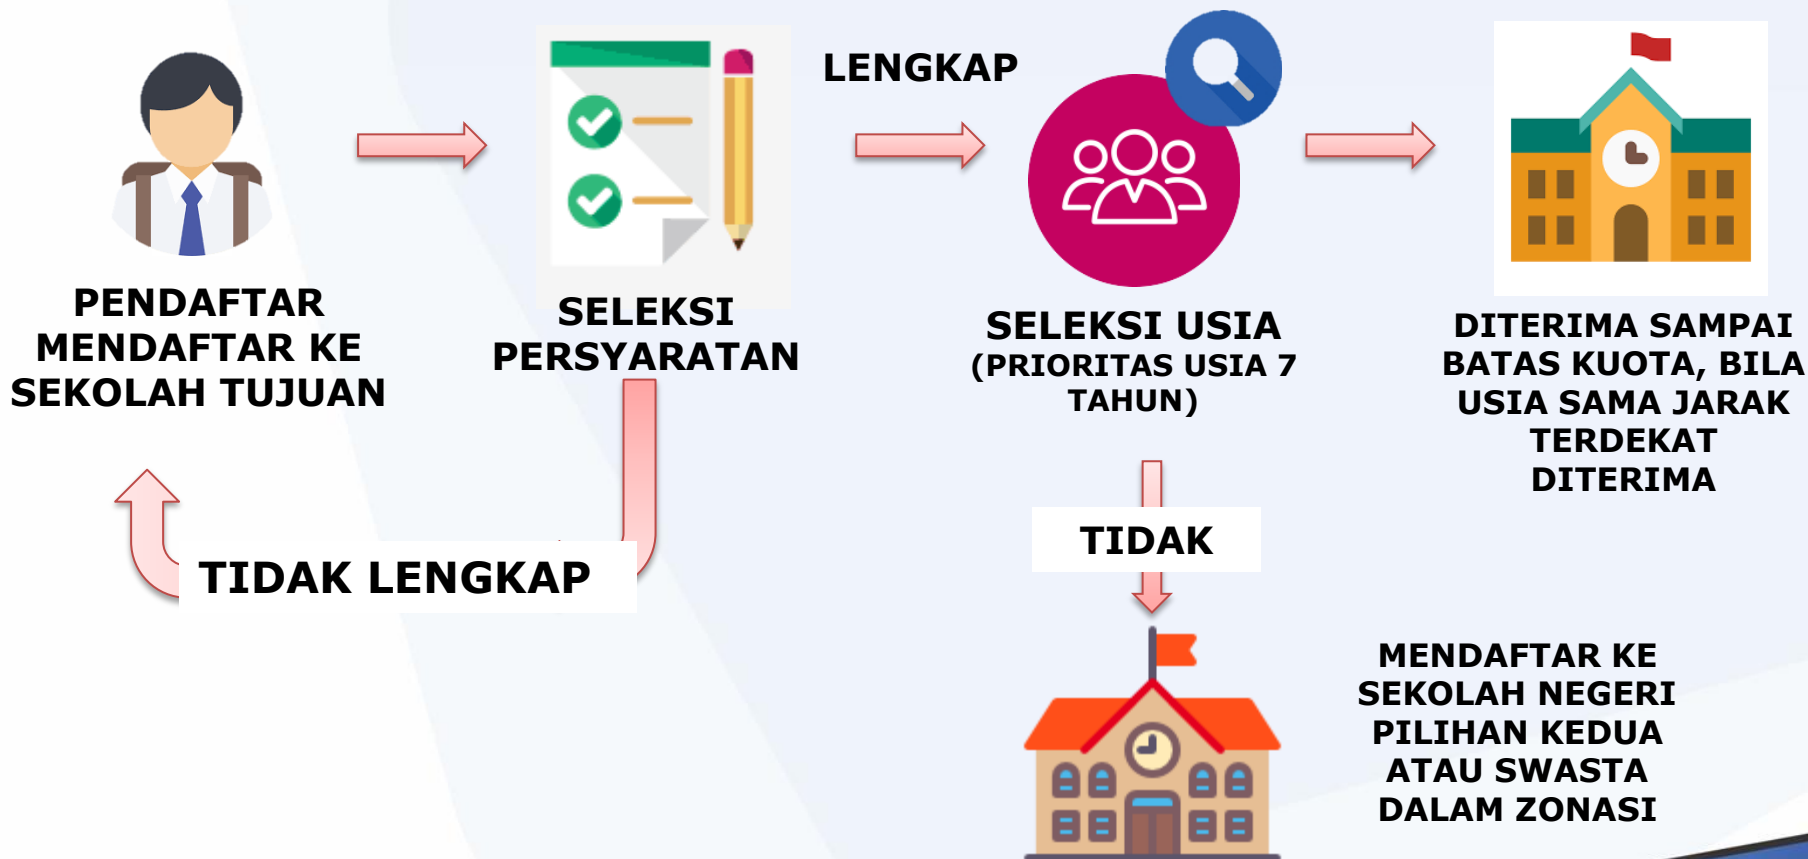 PENDAFTAR
MENDAFTAR KE
SEKOLAH TUJUAN
SELEKSI
PERSYARATAN
LENGKAP
SELEKSI USIA
(PRIORITAS USIA 7
TAHUN)
DITERIMA SAMPAI
BATAS KUOTA, BILA
USIA SAMA JARAK
TERDEKAT
DITERIMA
TIDAK LENGKAP
TIDAK
MENDAFTAR KE
SEKOLAH NEGERI
PILIHAN KEDUA
ATAU SWASTA
DALAM ZONASI